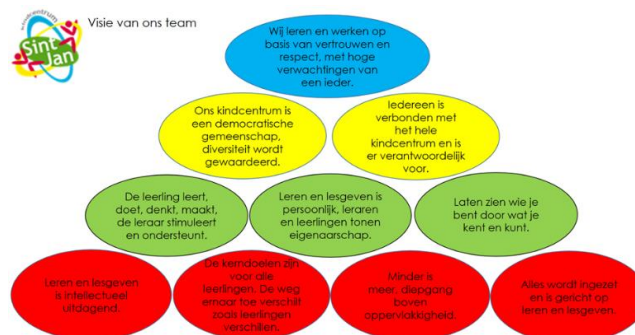 Visie van ons team
kindcentrum
Sint
Jan
Wij leren en werken op
basis van vertrouwen en
respect, met hoge
verwachtingen van
een ieder.
Ons kindcentrum is
een democratische
gemeenschap,
diversiteit wordt
gewaardeerd.
Iedereen is
verbonden met
het hele
kindcentrum en is
er verantwoordelijk
voor.
De leerling leert,
doet, denkt, maakt,
de leraar stimuleert
en ondersteunt.
Leren en lesgeven is
persoonlijk, leraren
en leerlingen tonen
eigenaarschap.
Laten zien wie je
bent door wat je
kent en kunt.
Leren en lesgeven
is intellectueel
uitdagend.
De kerndoelen zijn
voor alle
leerlingen. De weg
ernaar toe verschilt
zoals leerlingen
verschillen.
Minder is
meer, diepgang
boven
oppervlakkigheid.
Alles wordt ingezet
en is gericht op
leren en lesgeven.